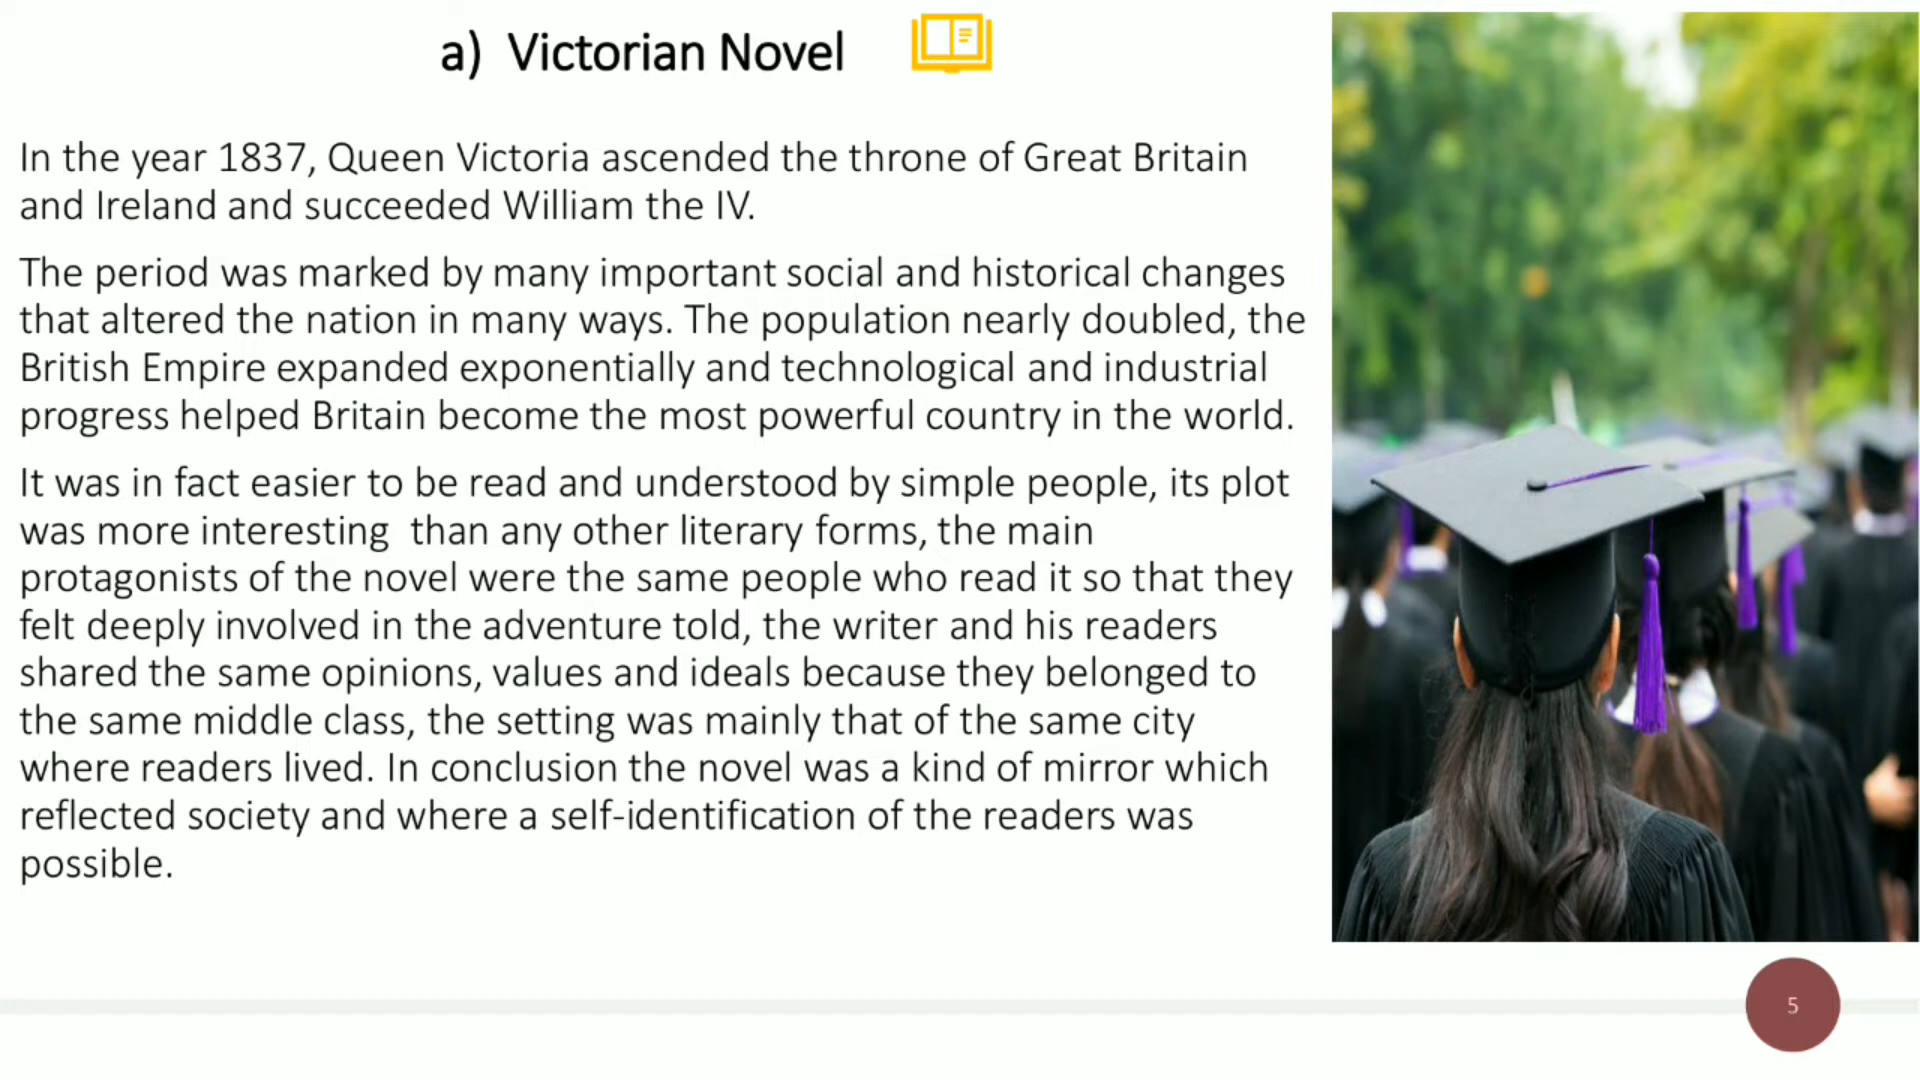 a) Victorian Novel
In the year 1837, Queen Victoria ascended the throne of Great Britain
and Ireland and succeeded William the IV.
The period was marked by many important social and historical changes
that altered the nation in many ways. The population nearly doubled, the
British Empire expanded exponentially and technological and industrial
progress helped Britain become the most powerful country in the world.
It was in fact easier to be read and understood by simple people, its plot
was more interesting than any other literary forms, the main
protagonists of the novel were the same people who read it so that they
felt deeply involved in the adventure told, the writer and his readers
shared the same opinions, values and ideals because they belonged to
the same middle class, the setting was mainly that of the same city
where readers lived. In conclusion the novel was a kind of mirror which
reflected society and where a self-identification of the readers was
possible.
5